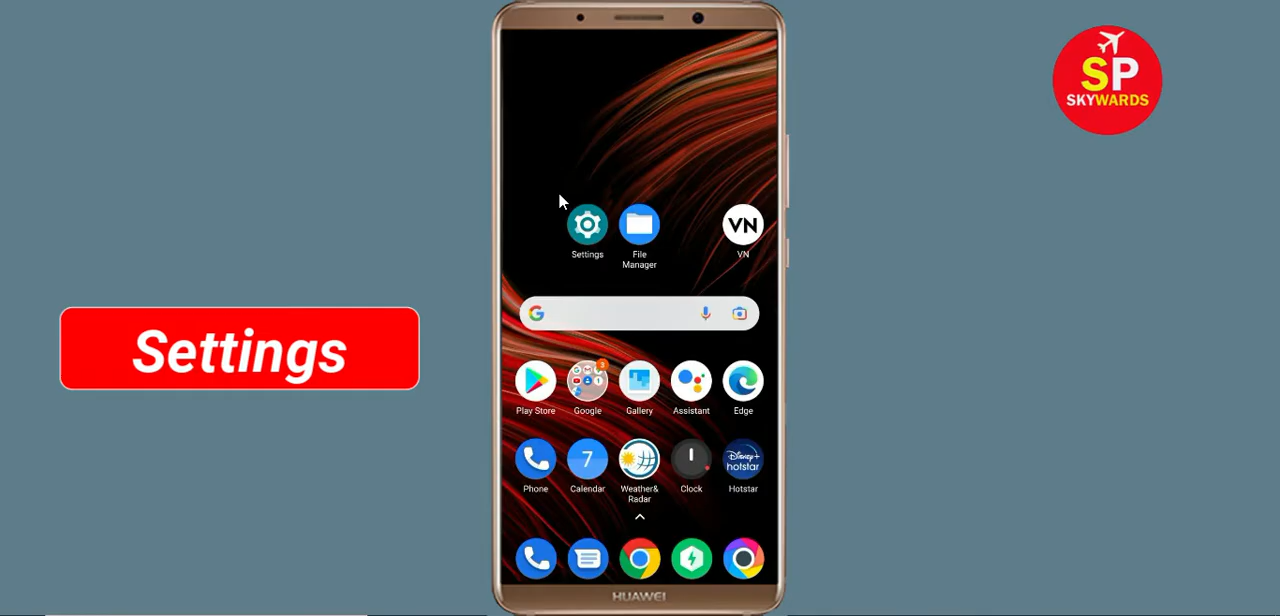 SP
SKYWARDS
VN
Settings
File
Manager
VN
G
Settings
3
Play Store
Google
Gallery
Assistant
Edge
7
Disney+
hotstar
Phone
Calendar
Weather&
Radar
Clock
Hotstar
HUAWEI